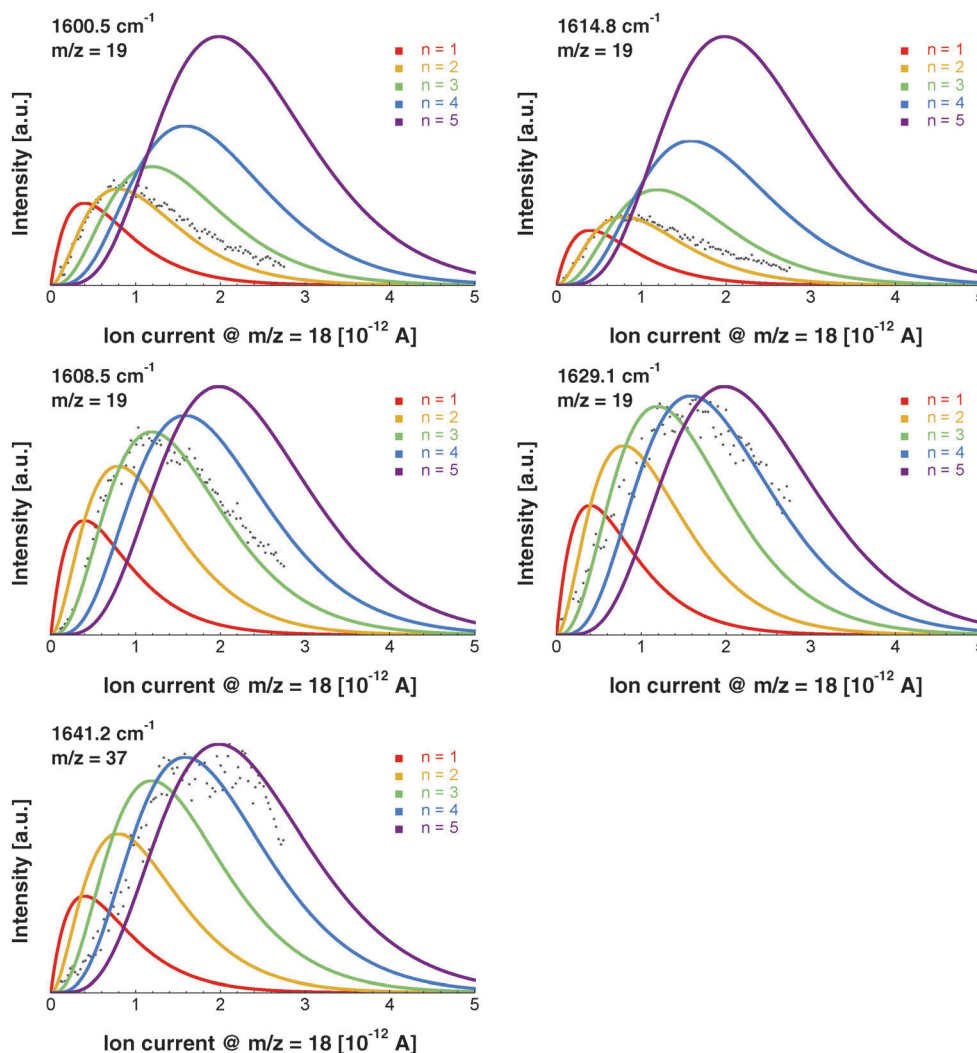 1600.5 cm⁻¹
m/z = 19
n = 1
n = 2
n = 3
n = 4
n = 5
Intensity [a.u.]
0 1 2 3 4 5
Ion current @ m/z = 18 [10⁻¹² A]
1614.8 cm⁻¹
m/z = 19
n = 1
n = 2
n = 3
n = 4
n = 5
Intensity [a.u.]
0 1 2 3 4 5
Ion current @ m/z = 18 [10⁻¹² A]
1608.5 cm⁻¹
m/z = 19
n = 1
n = 2
n = 3
n = 4
n = 5
Intensity [a.u.]
0 1 2 3 4 5
Ion current @ m/z = 18 [10⁻¹² A]
1629.1 cm⁻¹
m/z = 19
n = 1
n = 2
n = 3
n = 4
n = 5
Intensity [a.u.]
0 1 2 3 4 5
Ion current @ m/z = 18 [10⁻¹² A]
1641.2 cm⁻¹
m/z = 37
n = 1
n = 2
n = 3
n = 4
n = 5
Intensity [a.u.]
0 1 2 3 4 5
Ion current @ m/z = 18 [10⁻¹² A]